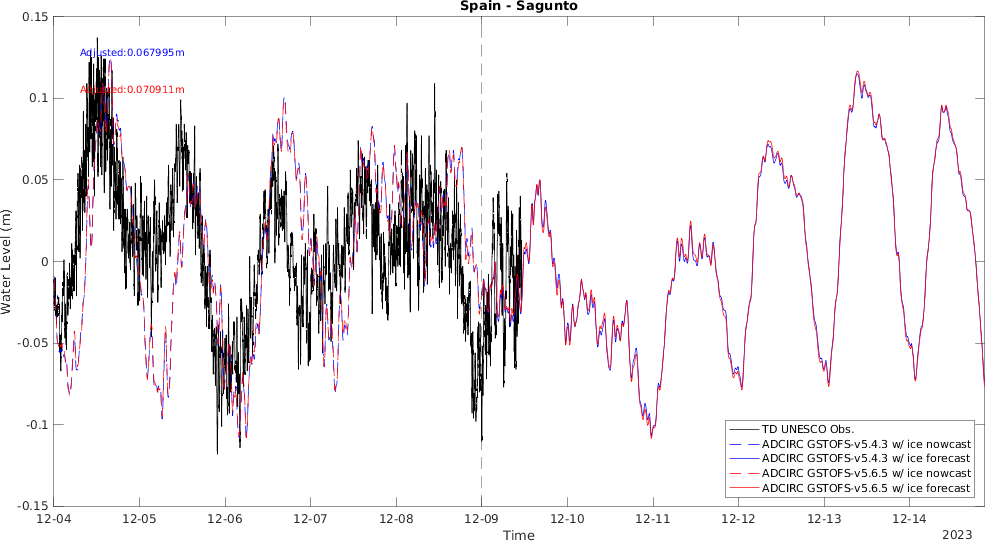 Spain - Sagunto
0.15
0.1
0.05
0
-0.05
-0.1
-0.15
Water Level (m)
Adjusted:0.067995m
Adjusted:0.070911m
TD UNESCO Obs.
ADCIRC GSTOFS-v5.4.3 w/ ice nowcast
ADCIRC GSTOFS-v5.4.3 w/ ice forecast
ADCIRC GSTOFS-v5.6.5 w/ ice nowcast
ADCIRC GSTOFS-v5.6.5 w/ ice forecast
12-04 12-05 12-06 12-07 12-08 12-09 12-10 12-11 12-12 12-13 12-14
Time
2023